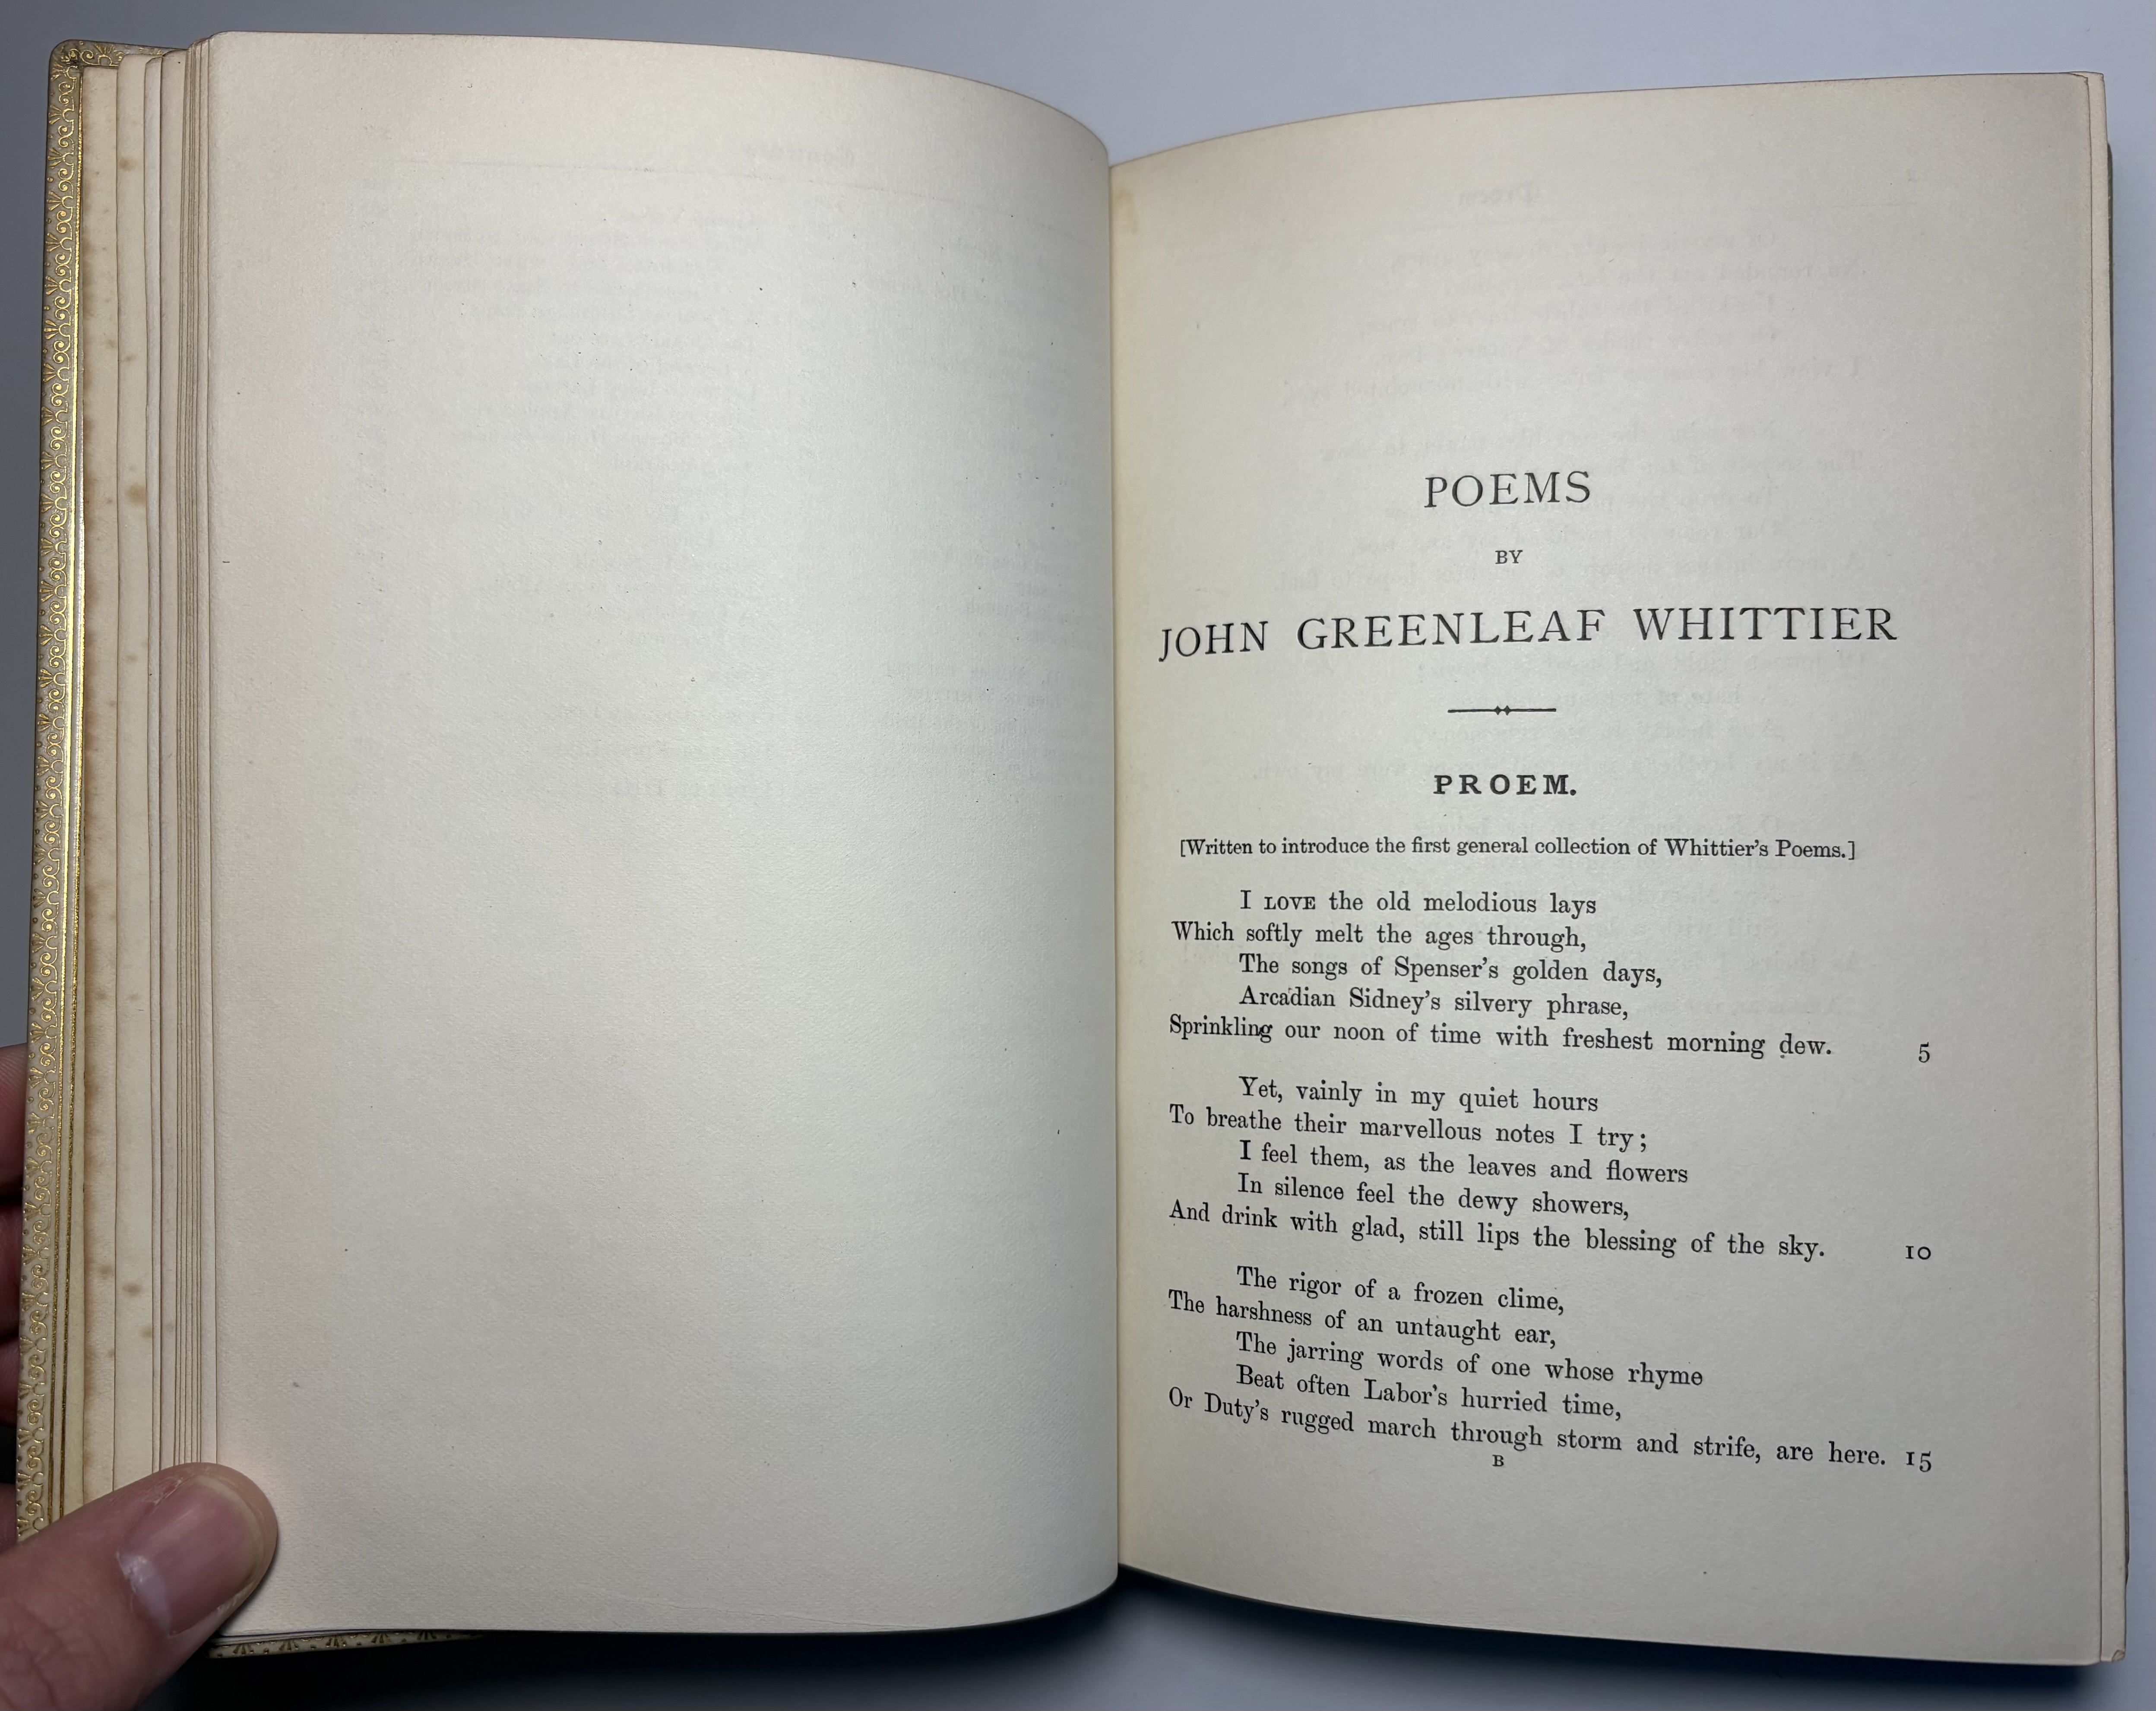 POEMS
BY
JOHN GREENLEAF WHITTIER
PROEM.
[Written to introduce the first general collection of Whittier's Poems.]
I LOVE the old melodious lays
Which softly melt the ages through,
The songs of Spenser's golden days,
Arcadian Sidney's silvery phrase,
Sprinkling our noon of time with freshest morning dew. 5
Yet, vainly in my quiet hours
To breathe their marvellous notes I try;
I feel them, as the leaves and flowers
In silence feel the dewy showers,
And drink with glad, still lips the blessing of the sky. 10
The rigor of a frozen clime,
The harshness of an untaught ear,
The jarring words of one whose rhyme
Beat often Labor's hurried time,
Or Duty's rugged march through storm and strife, are here. 15
B